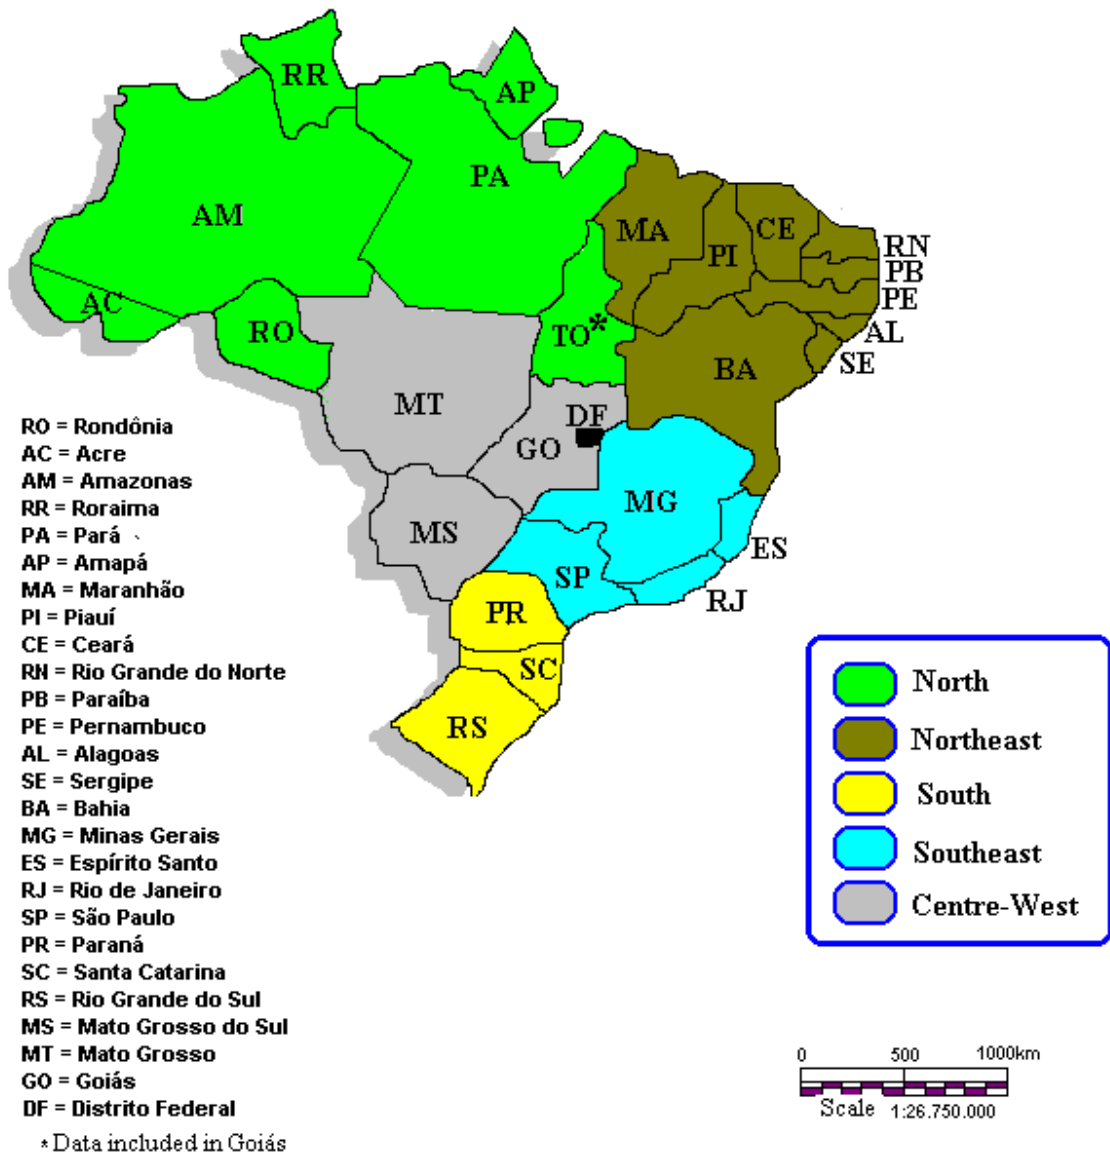 RR
AP
PA
AM
MA
CE
PI
RN
PB
PE
AL
SE
AC
RO
TO*
BA
MT
DF
GO
MG
MS
ES
SP
RJ
PR
SC
RS
RO = Rondônia
AC = Acre
AM = Amazonas
RR = Roraima
PA = Pará
AP = Amapá
MA = Maranhão
PI = Piauí
CE = Ceará
RN = Rio Grande do Norte
PB = Paraíba
PE = Pernambuco
AL = Alagoas
SE = Sergipe
BA = Bahia
MG = Minas Gerais
ES = Espírito Santo
RJ = Rio de Janeiro
SP = São Paulo
PR = Paraná
SC = Santa Catarina
RS = Rio Grande do Sul
MS = Mato Grosso do Sul
MT = Mato Grosso
GO = Goiás
DF = Distrito Federal
* Data included in Goiás
North
Northeast
South
Southeast
Centre-West
0 500 1000km
Scale 1:26.750.000